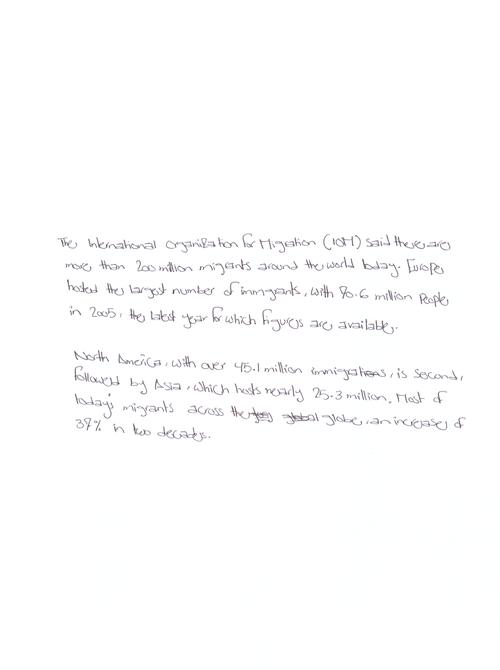 The International Organization for Migration (IOM) said there are
more than 200 million migrants around the world today. Europe
hosted the largest number of immigrants, with 70.6 million People
in 2005, the latest year for which figures are available.
North America, with over 45.1 million immigrations, is second,
followed by Asia, which hosts nearly 25.3 million. Most of
today's migrants across the globe, an increase of
37% in two decades.